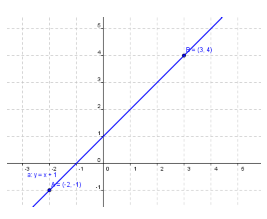 5
B = (3, 4)
4
3
2
1
-3 -2 -1 0 1 2 3 4 5
a: y = x + 1
A = (-2, -1)
-1